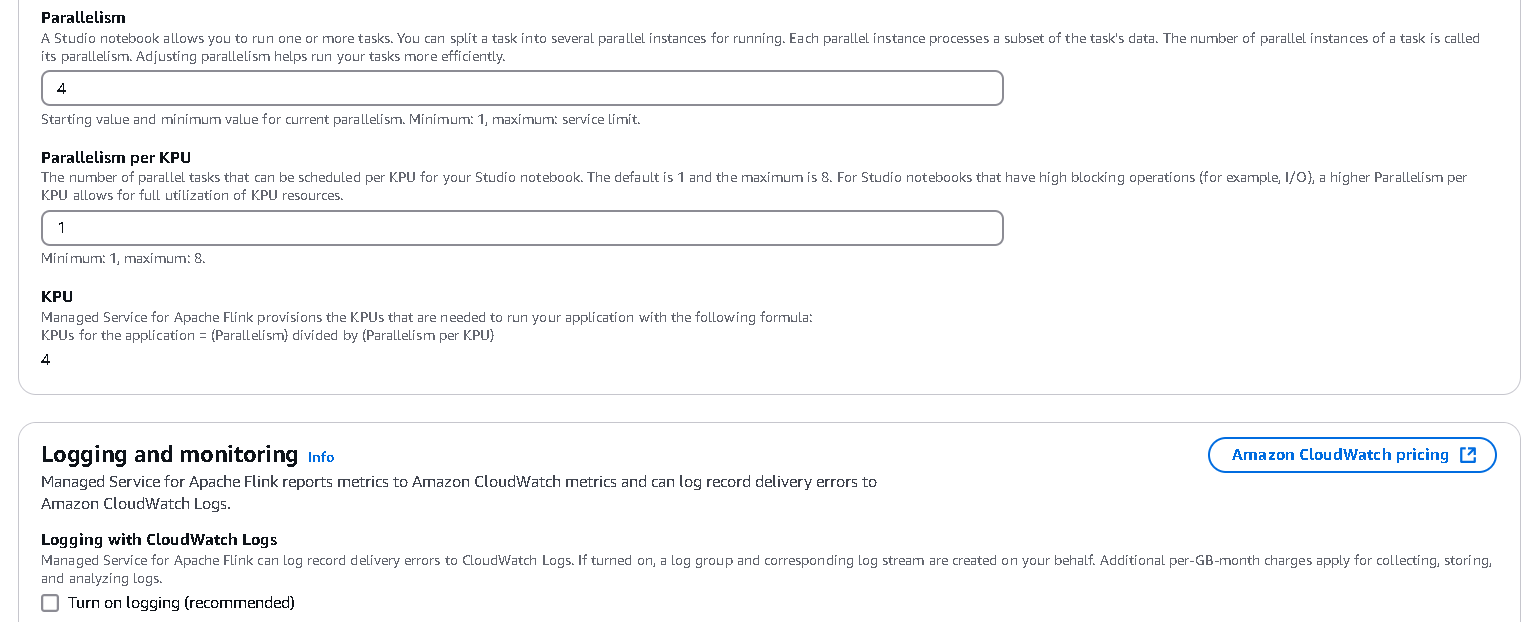 Parallelism
A Studio notebook allows you to run one or more tasks. You can split a task into several parallel instances for running. Each parallel instance processes a subset of the task's data. The number of parallel instances of a task is called
its parallelism. Adjusting parallelism helps run your tasks more efficiently.
4
Starting value and minimum value for current parallelism. Minimum: 1, maximum: service limit.
Parallelism per KPU
The number of parallel tasks that can be scheduled per KPU for your Studio notebook. The default is 1 and the maximum is 8. For Studio notebooks that have high blocking operations (for example, I/O), a higher Parallelism per
KPU allows for full utilization of KPU resources.
1
Minimum: 1, maximum: 8.
KPU
Managed Service for Apache Flink provisions the KPUs that are needed to run your application with the following formula:
KPUs for the application = (Parallelism) divided by (Parallelism per KPU)
4
Logging and monitoring Info
Amazon CloudWatch pricing
Managed Service for Apache Flink reports metrics to Amazon CloudWatch metrics and can log record delivery errors to
Amazon CloudWatch Logs.
Logging with CloudWatch Logs
Managed Service for Apache Flink can log record delivery errors to CloudWatch Logs. If turned on, a log group and corresponding log stream are created on your behalf. Additional per-GB-month charges apply for collecting, storing,
and analyzing logs.
Turn on logging (recommended)